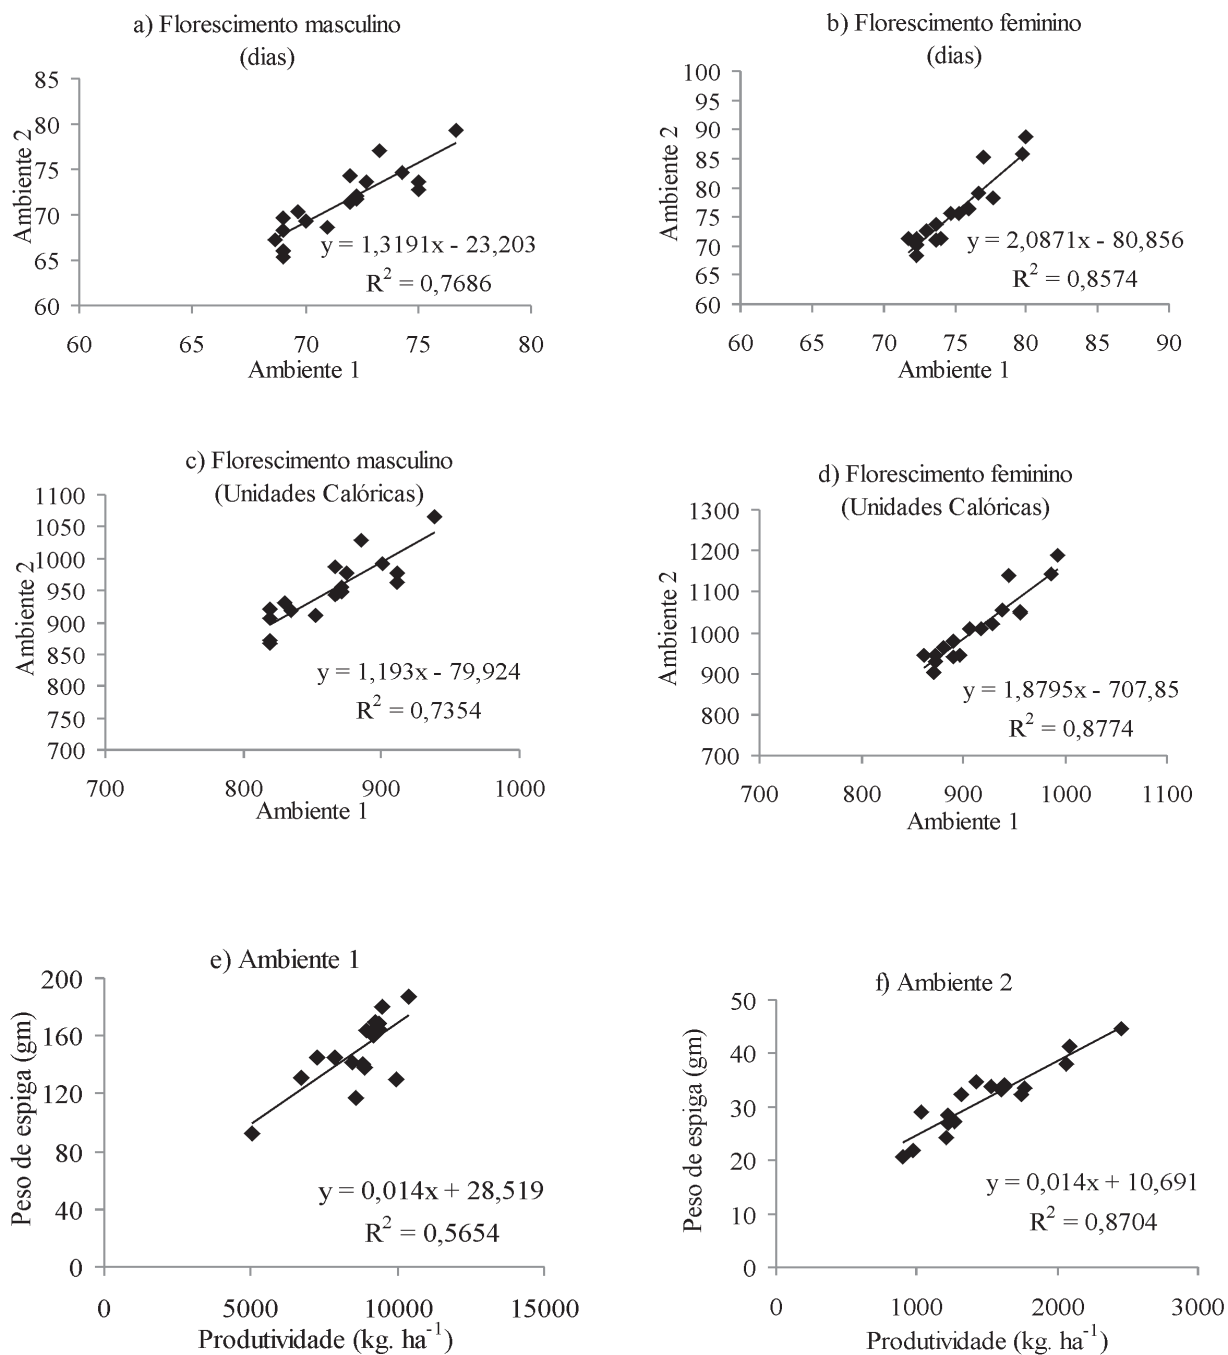 a) Florescimento masculino
(dias)
85
80
75
70
65
60
60
65
70
75
80
Ambiente 2
Ambiente 1
y = 1,3191x - 23,203
R² = 0,7686
b) Florescimento feminino
(dias)
100
95
90
85
80
75
70
65
60
60
65
70
75
80
85
90
Ambiente 2
Ambiente 1
y = 2,0871x - 80,856
R² = 0,8574
c) Florescimento masculino
(Unidades Calóricas)
1100
1050
1000
950
900
850
800
750
700
700
800
900
1000
Ambiente 2
Ambiente 1
y = 1,193x - 79,924
R² = 0,7354
d) Florescimento feminino
(Unidades Calóricas)
1300
1200
1100
1000
900
800
700
700
800
900
1000
1100
Ambiente 2
Ambiente 1
y = 1,8795x - 707,85
R² = 0,8774
e) Ambiente 1
200
160
120
80
40
0
0
5000
10000
15000
Peso de espiga (gm)
Produtividade (kg. ha⁻¹)
y = 0,014x + 28,519
R² = 0,5654
f) Ambiente 2
50
40
30
20
10
0
0
1000
2000
3000
Peso de espiga (gm)
Produtividade (kg. ha⁻¹)
y = 0,014x + 10,691
R² = 0,8704